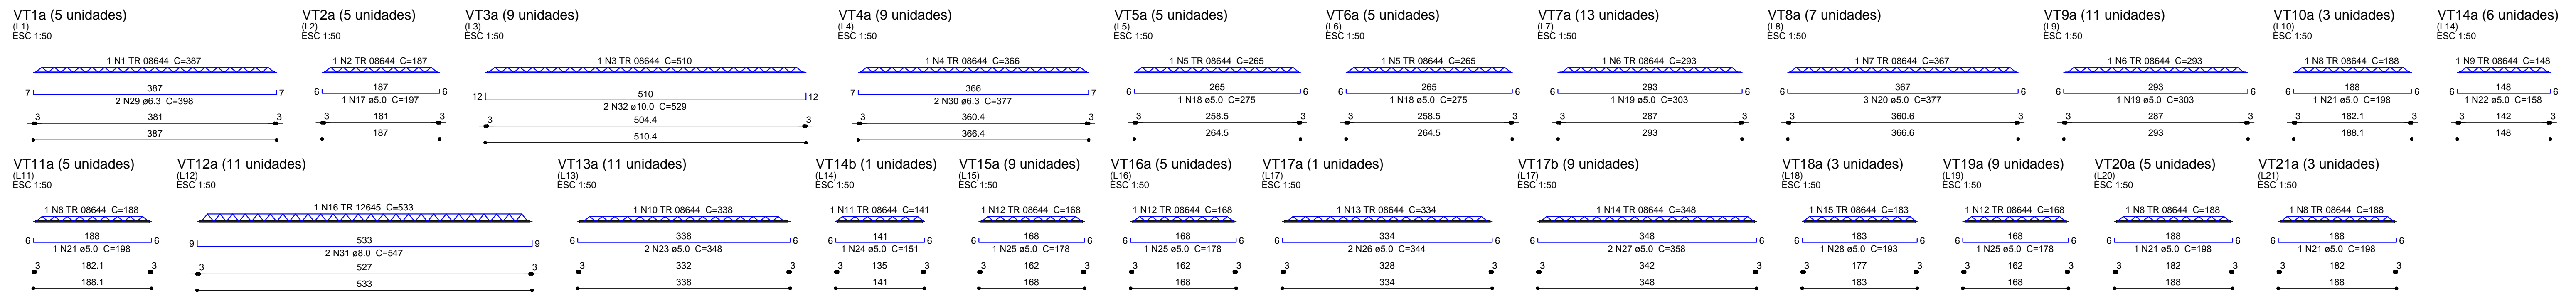 VT1a (5 unidades)
(L1)
ESC 1:50
1 N1 TR 08644 C=387
7 387 7
2 N29 ø6.3 C=398
3 381 3
387
VT2a (5 unidades)
(L2)
ESC 1:50
1 N2 TR 08644 C=187
6 187 6
1 N17 ø5.0 C=197
3 181 3
187
VT3a (9 unidades)
(L3)
ESC 1:50
1 N3 TR 08644 C=510
12 510 12
2 N32 ø10.0 C=529
3 504.4 3
510.4
VT4a (9 unidades)
(L4)
ESC 1:50
1 N4 TR 08644 C=366
7 366 7
2 N30 ø6.3 C=377
3 360.4 3
366.4
VT5a (5 unidades)
(L5)
ESC 1:50
1 N5 TR 08644 C=265
6 265 6
1 N18 ø5.0 C=275
3 258.5 3
264.5
VT6a (5 unidades)
(L6)
ESC 1:50
1 N5 TR 08644 C=265
6 265 6
1 N18 ø5.0 C=275
3 258.5 3
264.5
VT7a (13 unidades)
(L7)
ESC 1:50
1 N6 TR 08644 C=293
6 293 6
1 N19 ø5.0 C=303
3 287 3
293
VT8a (7 unidades)
(L8)
ESC 1:50
1 N7 TR 08644 C=367
6 367 6
3 N20 ø5.0 C=377
3 360.6 3
366.6
VT9a (11 unidades)
(L9)
ESC 1:50
1 N6 TR 08644 C=293
6 293 6
1 N19 ø5.0 C=303
3 287 3
293
VT10a (3 unidades)
(L10)
ESC 1:50
1 N8 TR 08644 C=188
6 188 6
1 N21 ø5.0 C=198
3 182.1 3
188.1
VT14a (6 unidades)
(L14)
ESC 1:50
1 N9 TR 08644 C=148
6 148 6
1 N22 ø5.0 C=158
3 142 3
148
VT11a (5 unidades)
(L11)
ESC 1:50
1 N8 TR 08644 C=188
6 188 6
1 N21 ø5.0 C=198
3 182.1 3
188.1
VT12a (11 unidades)
(L12)
ESC 1:50
1 N16 TR 12645 C=533
9 533 9
2 N31 ø8.0 C=547
3 527 3
533
VT13a (11 unidades)
(L13)
ESC 1:50
1 N10 TR 08644 C=338
6 338 6
2 N23 ø5.0 C=348
3 332 3
338
VT14b (1 unidades)
(L14)
ESC 1:50
1 N11 TR 08644 C=141
6 141 6
1 N24 ø5.0 C=151
3 135 3
141
VT15a (9 unidades)
(L15)
ESC 1:50
1 N12 TR 08644 C=168
6 168 6
1 N25 ø5.0 C=178
3 162 3
168
VT16a (5 unidades)
(L16)
ESC 1:50
1 N12 TR 08644 C=168
6 168 6
1 N25 ø5.0 C=178
3 162 3
168
VT17a (1 unidades)
(L17)
ESC 1:50
1 N13 TR 08644 C=334
6 334 6
2 N26 ø5.0 C=344
3 328 3
334
VT17b (9 unidades)
(L17)
ESC 1:50
1 N14 TR 08644 C=348
6 348 6
2 N27 ø5.0 C=358
3 342 3
348
VT18a (3 unidades)
(L18)
ESC 1:50
1 N15 TR 08644 C=183
6 183 6
1 N28 ø5.0 C=193
3 177 3
183
VT19a (9 unidades)
(L19)
ESC 1:50
1 N12 TR 08644 C=168
6 168 6
1 N25 ø5.0 C=178
3 162 3
168
VT20a (5 unidades)
(L20)
ESC 1:50
1 N8 TR 08644 C=188
6 188 6
1 N21 ø5.0 C=198
3 182 3
188
VT21a (3 unidades)
(L21)
ESC 1:50
1 N8 TR 08644 C=188
6 188 6
1 N21 ø5.0 C=198
3 182 3
188